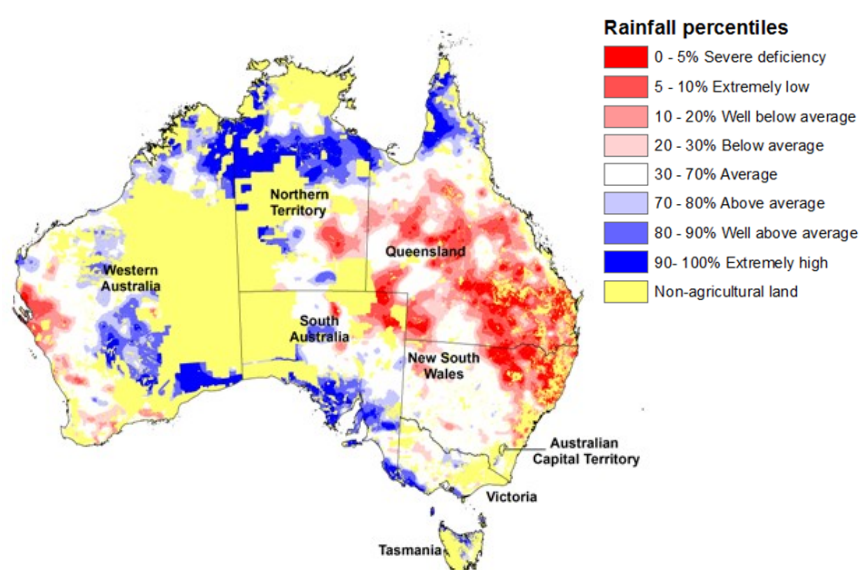 Rainfall percentiles
0 - 5% Severe deficiency
5 - 10% Extremely low
10 - 20% Well below average
20 - 30% Below average
30 - 70% Average
70 - 80% Above average
80 - 90% Well above average
90- 100% Extremely high
Non-agricultural land
Northern
Territory
Queensland
Western
Australia
South
Australia
New South
Wales
Australian
Capital Territory
Victoria
Tasmania